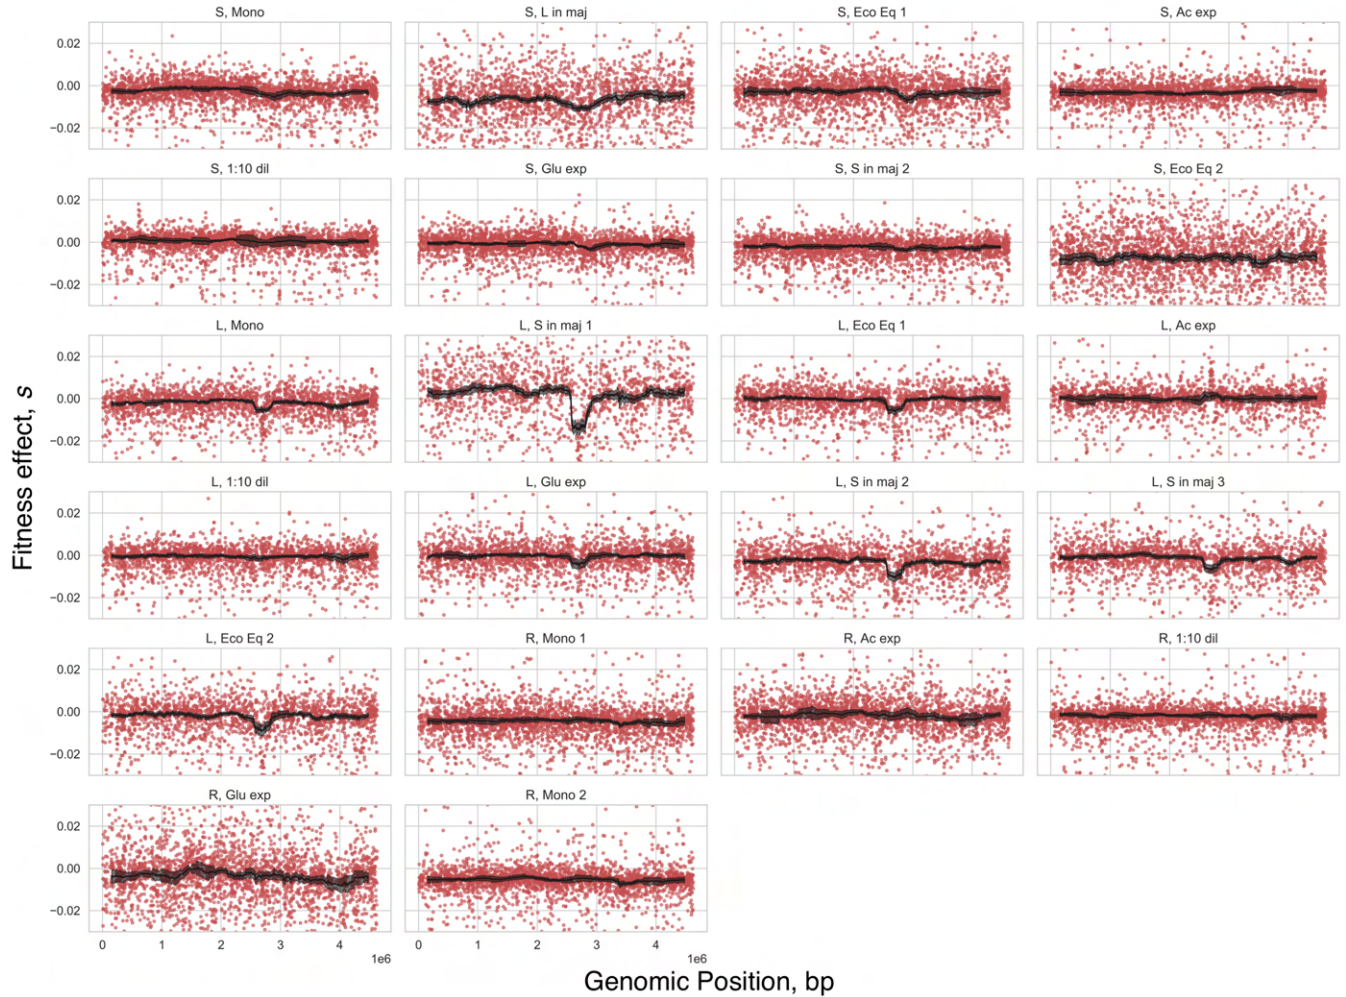 S, Mono
S, L in maj
S, Eco Eq 1
S, Ac exp
0.02
0.00
−0.02
S, 1:10 dil
S, Glu exp
S, S in maj 2
S, Eco Eq 2
0.02
0.00
−0.02
L, Mono
L, S in maj 1
L, Eco Eq 1
L, Ac exp
0.02
0.00
−0.02
L, 1:10 dil
L, Glu exp
L, S in maj 2
L, S in maj 3
0.02
0.00
−0.02
L, Eco Eq 2
R, Mono 1
R, Ac exp
R, 1:10 dil
0.02
0.00
−0.02
R, Glu exp
R, Mono 2
0.02
0.00
−0.02
0 1 2 3 4
1e6
0 1 2 3 4
1e6
Fitness effect, s
Genomic Position, bp